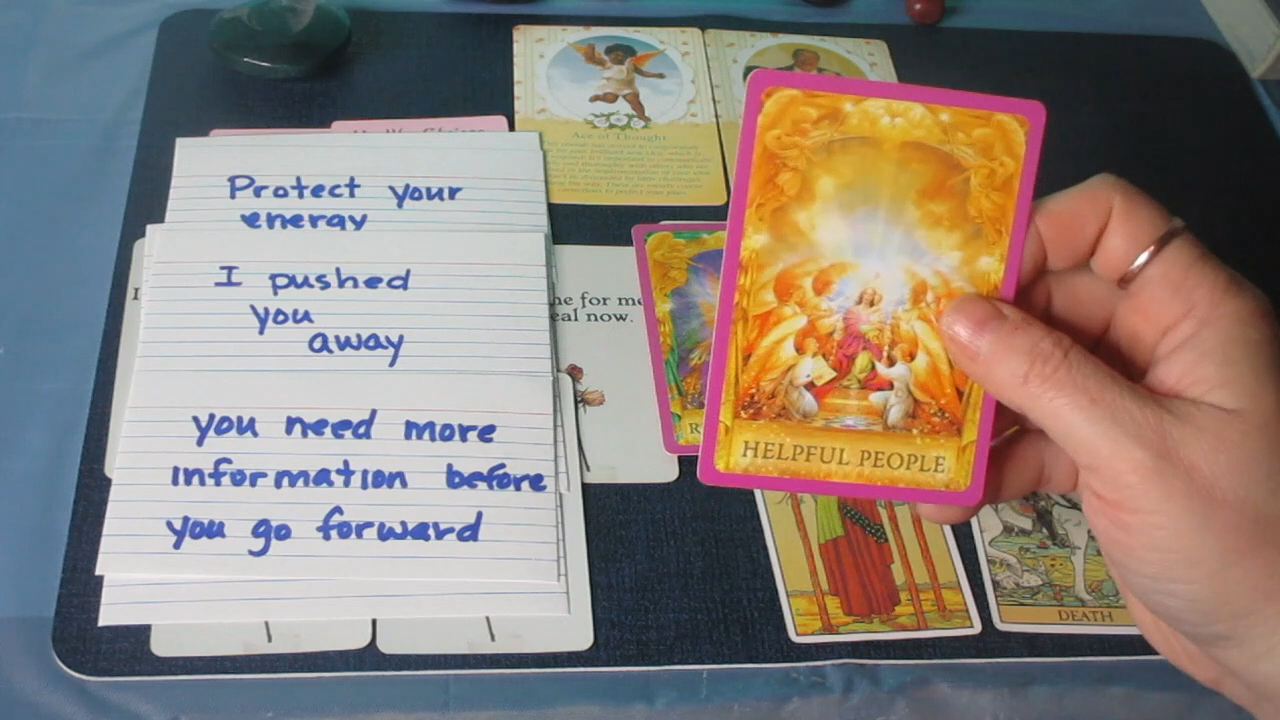 Protect your
energy
I pushed
you
away
you need more
information before
you go forward
Ace of Thought
me for me
eal now.
HELPFUL PEOPLE
R
DEATH